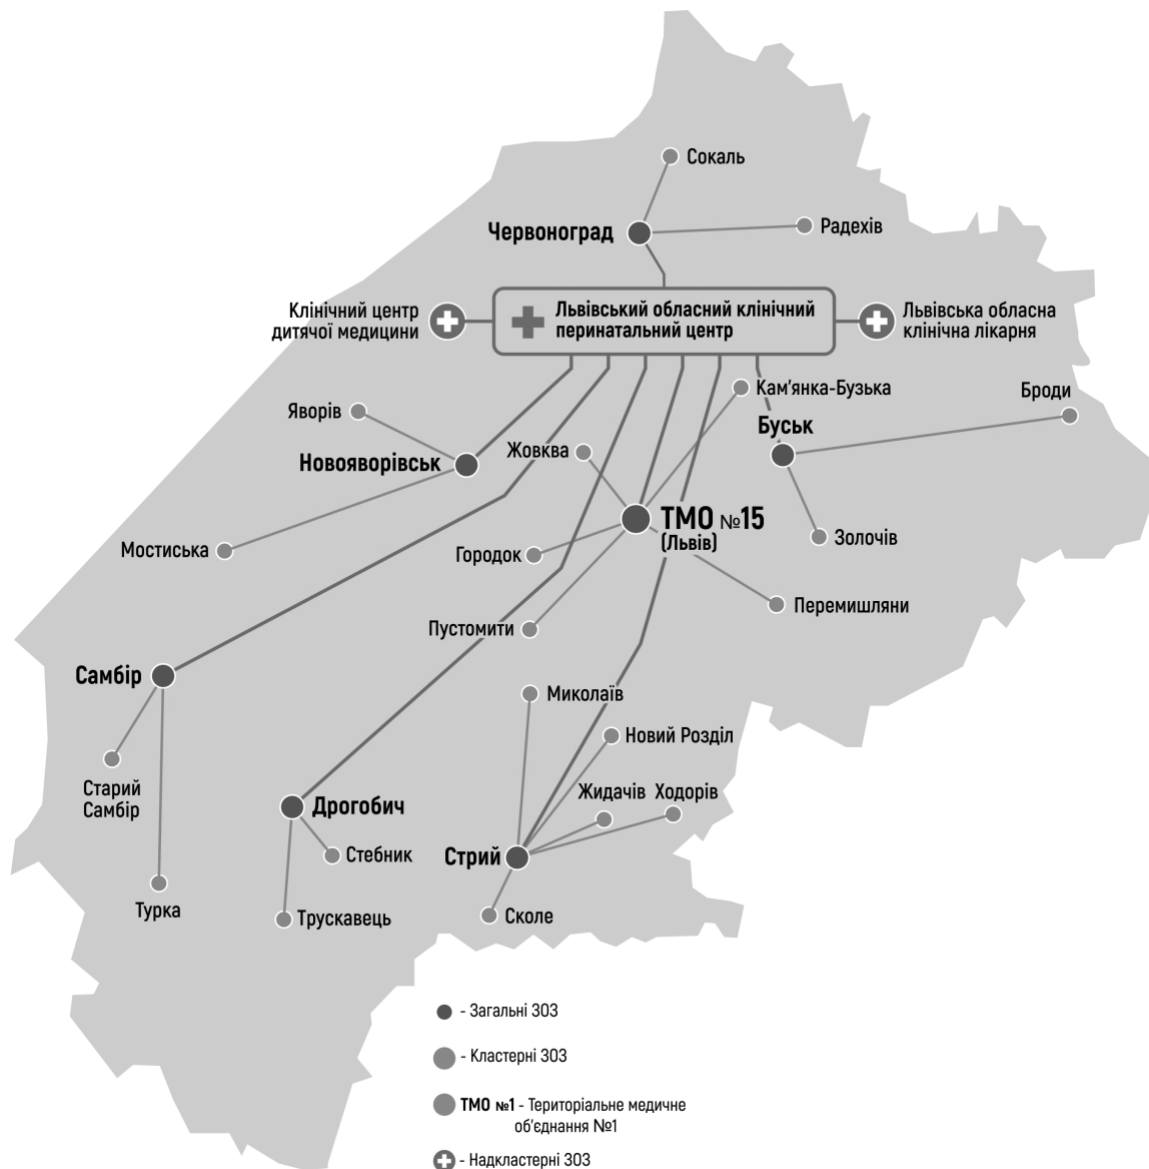 Сокаль
Червоноград
Радехів
Клінічний центр
дитячої медицини
Львівський обласний клінічний
перинатальний центр
Львівська обласна
клінічна лікарня
Кам'янка-Бузька
Броди
Яворів
Буськ
Жовква
Новояворівськ
ТМО №15
(Львів)
Мостиська
Городок
Золочів
Перемишляни
Пустомити
Самбір
Миколаїв
Новий Розділ
Старий
Самбір
Жидачів
Ходорів
Дрогобич
Стебник
Стрий
Турка
Трускавець
Сколе
- Загальні ЗОЗ
- Кластерні ЗОЗ
ТМО №1 - Територіальне медичне
об'єднання №1
- Надкластерні ЗОЗ